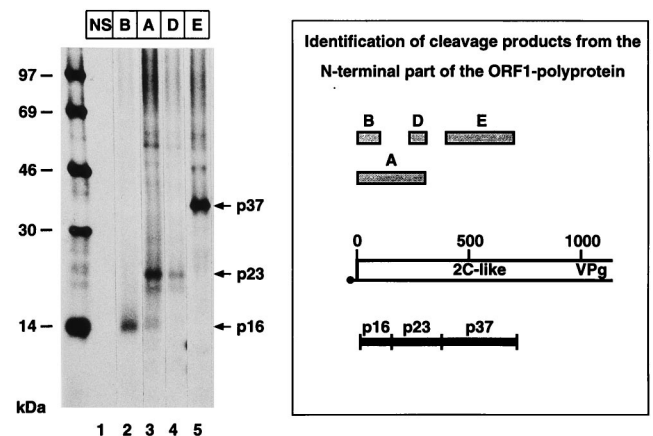 NS B A D E
97
69
46
30
14
kDa
p37
p23
p16
1 2 3 4 5
Identification of cleavage products from the
N-terminal part of the ORF1-polyprotein
B D E
A
0 500 1000
2C-like VPg
p16 p23 p37